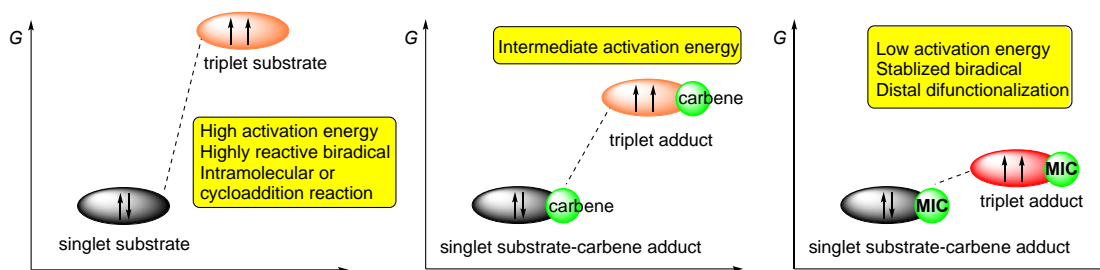 G
triplet substrate
High activation energy
Highly reactive biradical
Intramolecular or
cycloaddition reaction
singlet substrate
G
Intermediate activation energy
carbene
triplet adduct
carbene
singlet substrate-carbene adduct
G
Low activation energy
Stablized biradical
Distal difunctionalization
MIC
triplet adduct
MIC
singlet substrate-carbene adduct